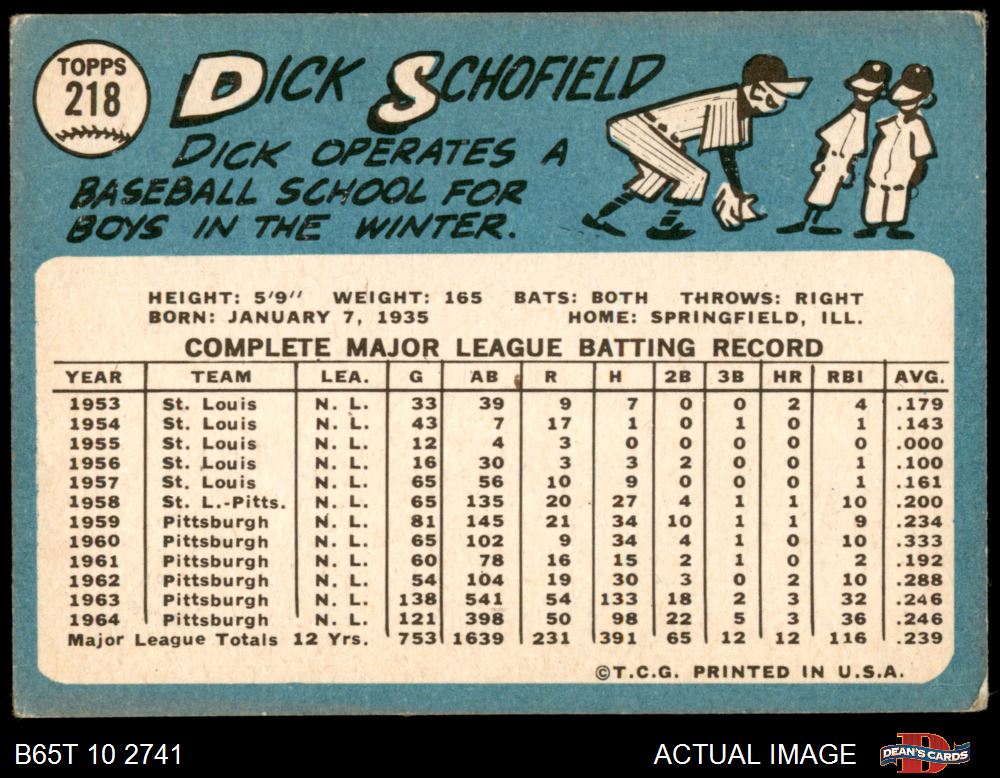 TOPPS
218
DICK SCHOFIELD
DICK OPERATES A
BASEBALL SCHOOL FOR
BOYS IN THE WINTER.
HEIGHT: 5'9" WEIGHT: 165 BATS: BOTH THROWS: RIGHT
BORN: JANUARY 7, 1935 HOME: SPRINGFIELD, ILL.
COMPLETE MAJOR LEAGUE BATTING RECORD
YEAR TEAM LEA. G AB R H 2B 3B HR RBI AVG.
1953 St. Louis N. L. 33 39 9 7 0 0 2 4 .179
1954 St. Louis N. L. 43 7 17 1 0 1 0 1 .143
1955 St. Louis N. L. 12 4 3 0 0 0 0 0 .000
1956 St. Louis N. L. 16 30 3 3 2 0 0 1 .100
1957 St. Louis N. L. 65 56 10 9 0 0 0 1 .161
1958 St. L.-Pitts. N. L. 65 135 20 27 4 1 1 10 .200
1959 Pittsburgh N. L. 81 145 21 34 10 1 1 9 .234
1960 Pittsburgh N. L. 65 102 9 34 4 1 0 10 .333
1961 Pittsburgh N. L. 60 78 16 15 2 1 0 2 .192
1962 Pittsburgh N. L. 54 104 19 30 3 0 2 10 .288
1963 Pittsburgh N. L. 138 541 54 133 18 2 3 32 .246
1964 Pittsburgh N. L. 121 398 50 98 22 5 3 36 .246
Major League Totals 12 Yrs. 753 1639 231 391 65 12 12 116 .239
©T.C.G. PRINTED IN U.S.A.
B65T 10 2741 ACTUAL IMAGE DEAN'S CARDS